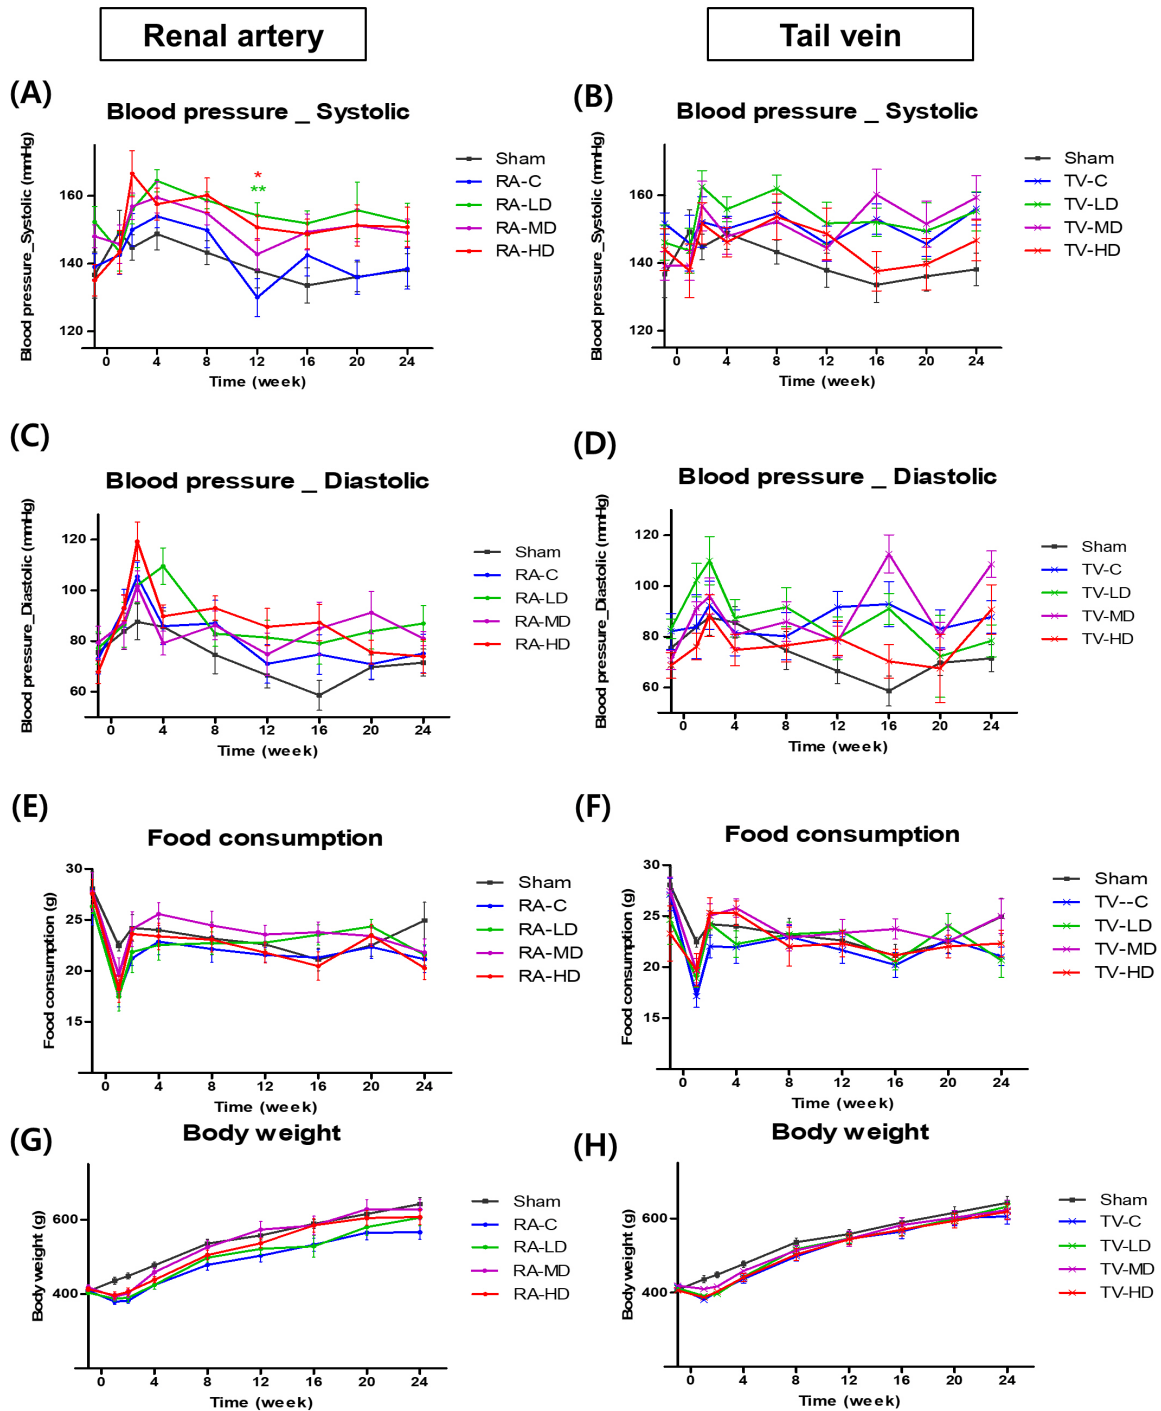 Renal artery
Tail vein
(A)
Blood pressure _ Systolic
Blood pressure_Systolic (mmHg)
160
140
120
0 4 8 12 16 20 24
Time (week)
*
**
Sham
RA-C
RA-LD
RA-MD
RA-HD
(B)
Blood pressure _ Systolic
Blood pressure_Systolic (mmHg)
160
140
120
0 4 8 12 16 20 24
Time (week)
Sham
TV-C
TV-LD
TV-MD
TV-HD
(C)
Blood pressure _ Diastolic
Blood pressure_Diastolic (mmHg)
120
100
80
60
0 4 8 12 16 20 24
Time (week)
Sham
RA-C
RA-LD
RA-MD
RA-HD
(D)
Blood pressure _ Diastolic
Blood pressure_Diastolic (mmHg)
120
100
80
60
0 4 8 12 16 20 24
Time (week)
Sham
TV-C
TV-LD
TV-MD
TV-HD
(E)
Food consumption
Food consumption (g)
30
25
20
15
0 4 8 12 16 20 24
Time (week)
Sham
RA-C
RA-LD
RA-MD
RA-HD
(F)
Food consumption
Food consumption (g)
30
25
20
15
0 4 8 12 16 20 24
Time (week)
Sham
TV--C
TV-LD
TV-MD
TV-HD
(G)
Body weight
Body weight (g)
600
400
0 4 8 12 16 20 24
Time (week)
Sham
RA-C
RA-LD
RA-MD
RA-HD
(H)
Body weight
Body weight (g)
600
400
0 4 8 12 16 20 24
Time (week)
Sham
TV-C
TV-LD
TV-MD
TV-HD